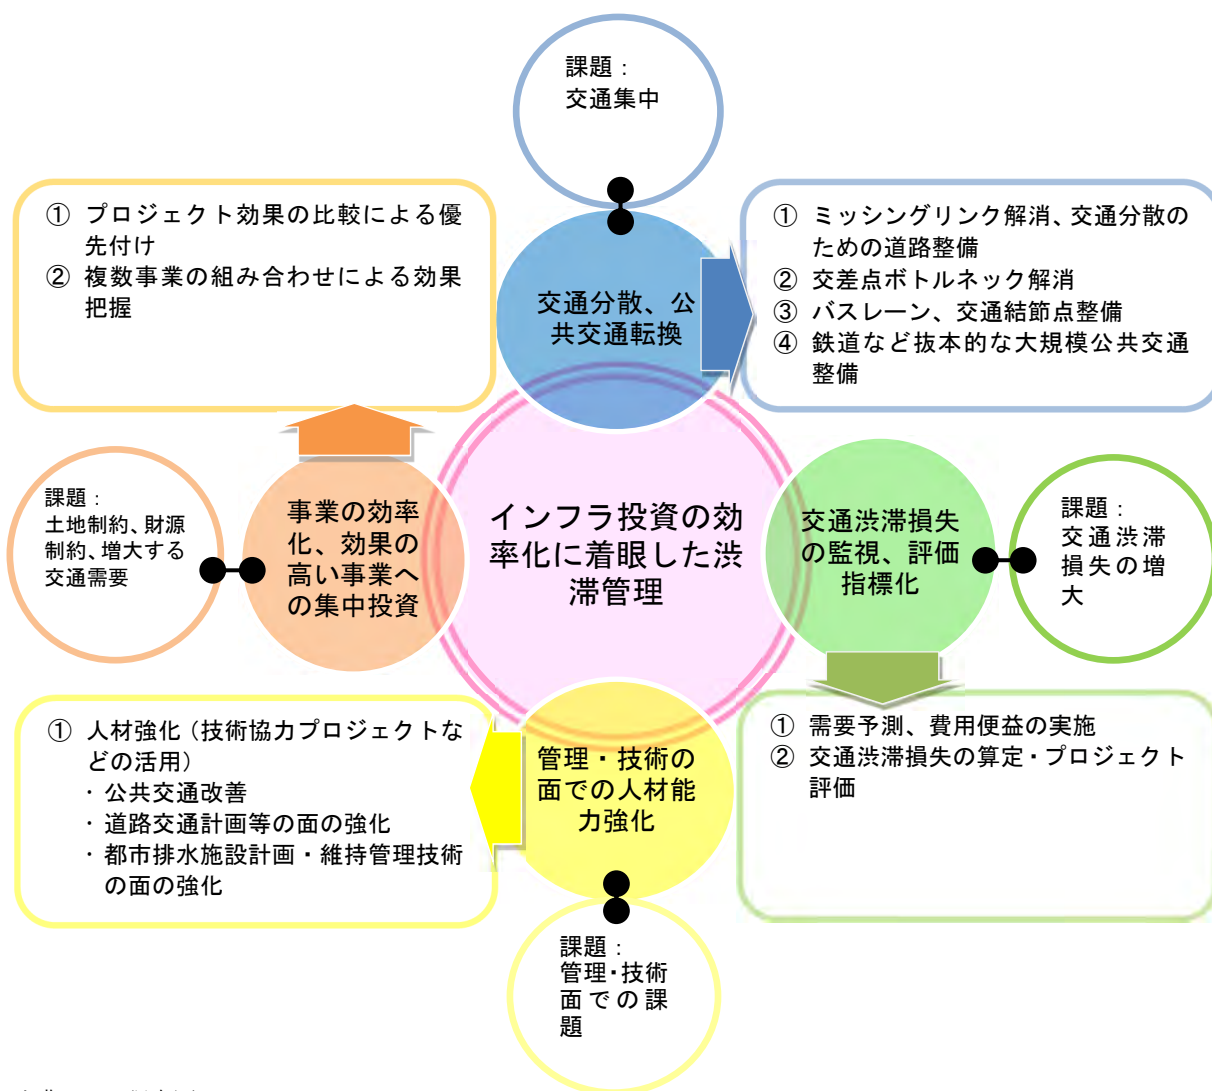 課題：
交通集中
① プロジェクト効果の比較による優
先付け
② 複数事業の組み合わせによる効果
把握
交通分散、公
共交通転換
① ミッシングリンク解消、交通分散の
ための道路整備
② 交差点ボトルネック解消
③ バスレーン、交通結節点整備
④ 鉄道など抜本的な大規模公共交通
整備
課題：
土地制約、財源
制約、増大する
交通需要
事業の効率
化、効果の
高い事業へ
の集中投資
インフラ投資の効
率化に着眼した渋
滞管理
交通渋滞損失
の監視、評価
指標化
課題：
交通渋滞
損失の増
大
① 人材強化（技術協力プロジェクトな
どの活用）
・公共交通改善
・道路交通計画等の面の強化
・都市排水施設計画・維持管理技術
の面の強化
管理・技術の
面での人材能
力強化
① 需要予測、費用便益の実施
② 交通渋滞損失の算定・プロジェクト
評価
課題：
管理・技術
面での課
題